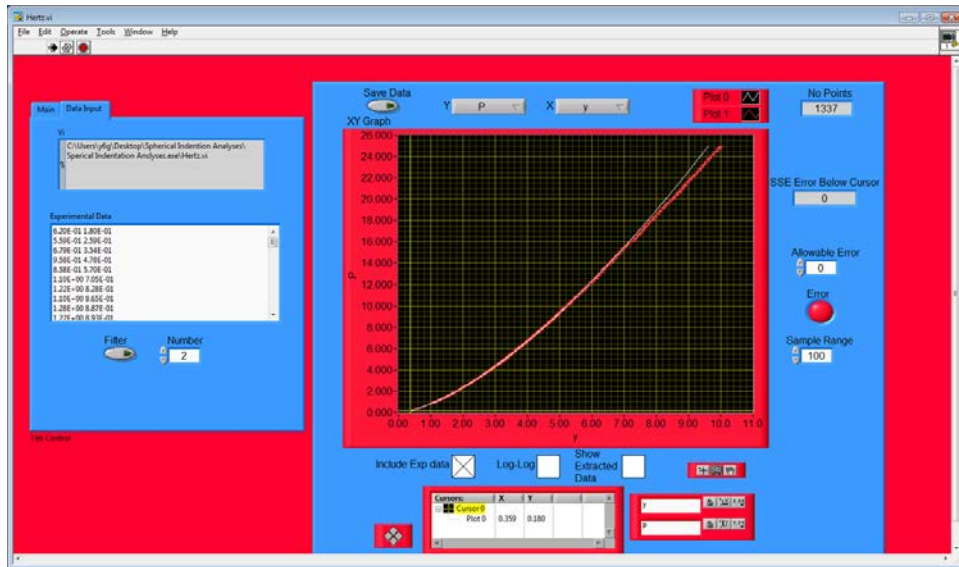 Hertz.vi
File Edit Operate Tools Window Help
Main Data Input
Vi
C:\Users\y6g\Desktop\Spherical Indention Analyses\
Sperical Indentation Anslyses.exe\Hertz.vi
Experimental Data
6.20E-01 1.80E-01
5.59E-01 2.59E-01
6.79E-01 3.54E-01
9.58E-01 4.78E-01
8.58E-01 5.70E-01
1.10E+00 7.05E-01
1.22E+00 8.28E-01
1.10E+00 8.65E-01
1.28E+00 8.87E-01
1.27E+00 8.93E-01
Filter
Number
2
Tab Control
Save Data
Y P X y
Plot 0
Plot 1
No Points
1337
XY Graph
26.000
24.000
22.000
20.000
18.000
16.000
14.000
12.000
10.000
8.000
6.000
4.000
2.000
0.000
P
0.00 1.00 2.00 3.00 4.00 5.00 6.00 7.00 8.00 9.00 10.0 11.0
y
SSE Error Below Cursor
0
Allowable Error
0
Error
Sample Range
100
Include Exp data
Log-Log
Show
Extracted
Data
Cursors: X Y
Cursor 0
Plot 0 0.359 0.180
y
p